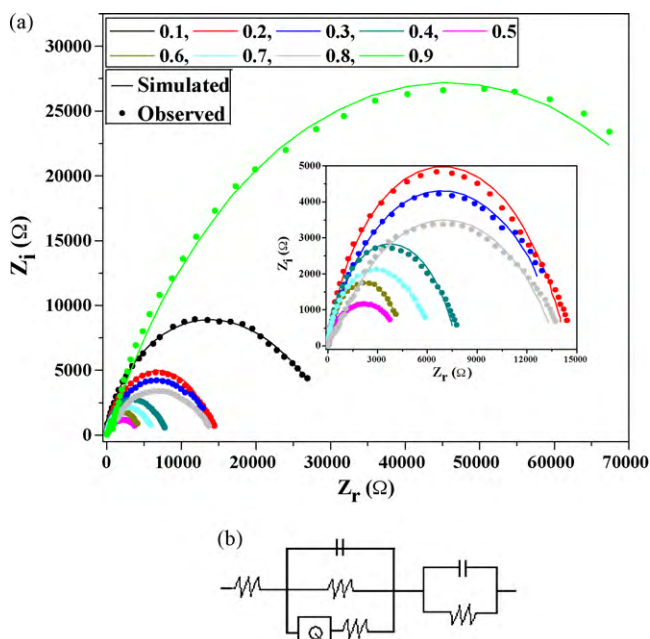 (a)
30000
25000
20000
15000
10000
5000
0
Zi (Ω)
0.1, 0.2, 0.3, 0.4, 0.5
0.6, 0.7, 0.8, 0.9
Simulated
Observed
5000
4000
3000
2000
1000
0
Zi (Ω)
0 3000 6000 9000 12000 15000
Zr (Ω)
0 10000 20000 30000 40000 50000 60000 70000
Zr (Ω)
(b)
Q